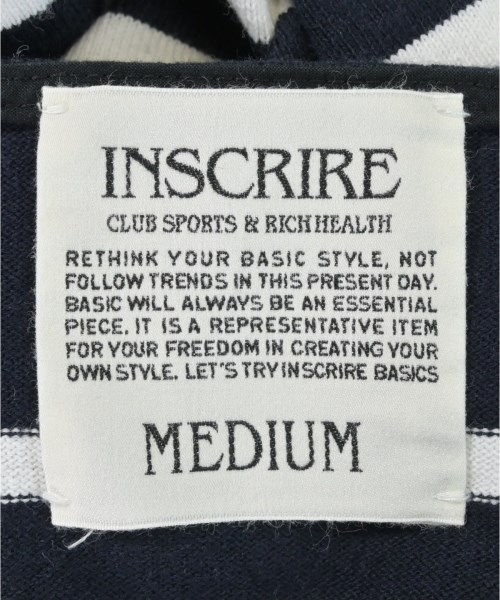 INSCRIRE
CLUB SPORTS & RICH HEALTH
RETHINK YOUR BASIC STYLE, NOT
FOLLOW TRENDS IN THIS PRESENT DAY.
BASIC WILL ALWAYS BE AN ESSENTIAL
PIECE. IT IS A REPRESENTATIVE ITEM
FOR YOUR FREEDOM IN CREATING YOUR
OWN STYLE. LET'S TRY INSCRIRE BASICS
MEDIUM